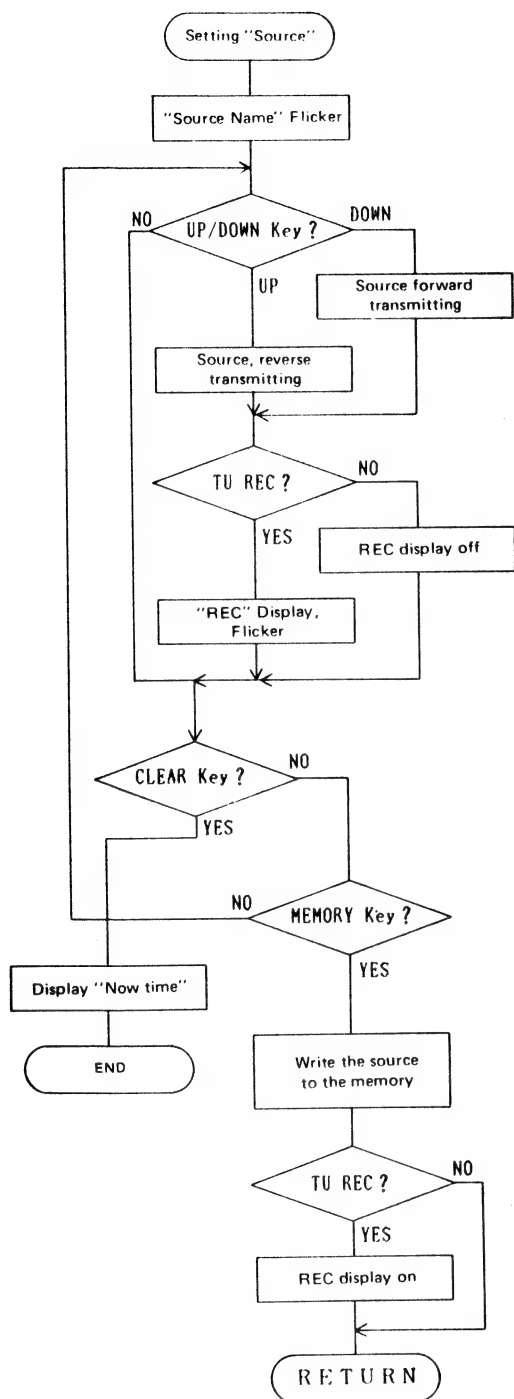 Setting "Source"
"Source Name" Flicker
NO
DOWN
UP/DOWN Key?
UP
Source forward
transmitting
Source, reverse
transmitting
TU REC?
NO
YES
REC display off
"REC" Display,
Flicker
CLEAR Key?
NO
YES
NO
MEMORY Key?
YES
Display "Now time"
END
Write the source
to the memory
TU REC?
NO
YES
REC display on
RETURN